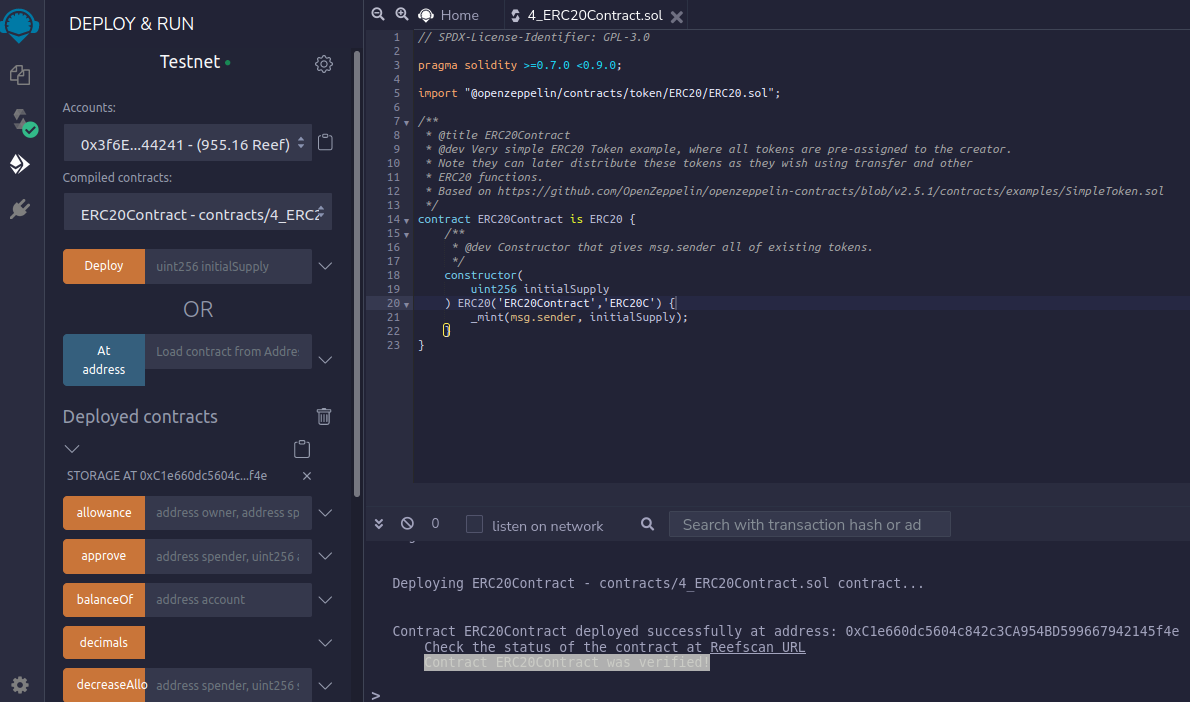 DEPLOY & RUN
Testnet
Accounts:
0x3f6E...44241 - (955.16 Reef)
Compiled contracts:
ERC20Contract - contracts/4_ERC2
Deploy
uint256 initialSupply
OR
At address
Load contract from Addre
Deployed contracts
STORAGE AT 0xC1e660dc5604c...f4e
allowance
address owner, address sp
approve
address spender, uint256
balanceOf
address account
decimals
decreaseAllo
address spender, uint256
Home
4_ERC20Contract.sol
1 // SPDX-License-Identifier: GPL-3.0
2
3 pragma solidity >=0.7.0 <0.9.0;
4
5 import "@openzeppelin/contracts/token/ERC20/ERC20.sol";
6
7 /**
8 * @title ERC20Contract
9 * @dev Very simple ERC20 Token example, where all tokens are pre-assigned to the creator.
10 * Note they can later distribute these tokens as they wish using transfer and other
11 * ERC20 functions.
12 * Based on https://github.com/OpenZeppelin/openzeppelin-contracts/blob/v2.5.1/contracts/examples/SimpleToken.sol
13 */
14 contract ERC20Contract is ERC20 {
15 /**
16 * @dev Constructor that gives msg.sender all of existing tokens.
17 */
18 constructor(
19 uint256 initialSupply
20 ) ERC20('ERC20Contract','ERC20C') {
21 _mint(msg.sender, initialSupply);
22 }
23 }
0
listen on network
Search with transaction hash or ad
Deploying ERC20Contract - contracts/4_ERC20Contract.sol contract...
Contract ERC20Contract deployed successfully at address: 0xC1e660dc5604c842c3CA954BD599667942145f4e
Check the status of the contract at Reefscan URL
Contract ERC20Contract was verified!
>